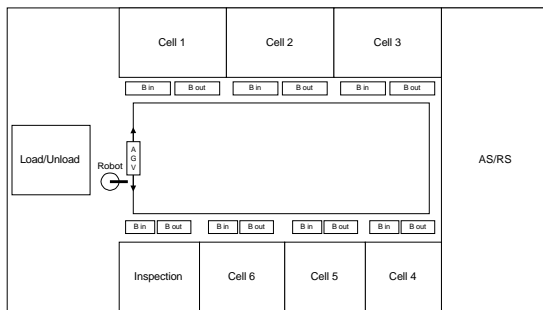 Cell 1 Cell 2 Cell 3
B in B out B in B out B in B out
Load/Unload
Robot
A
G
V
AS/RS
B in B out B in B out B in B out B in B out
Inspection Cell 6 Cell 5 Cell 4